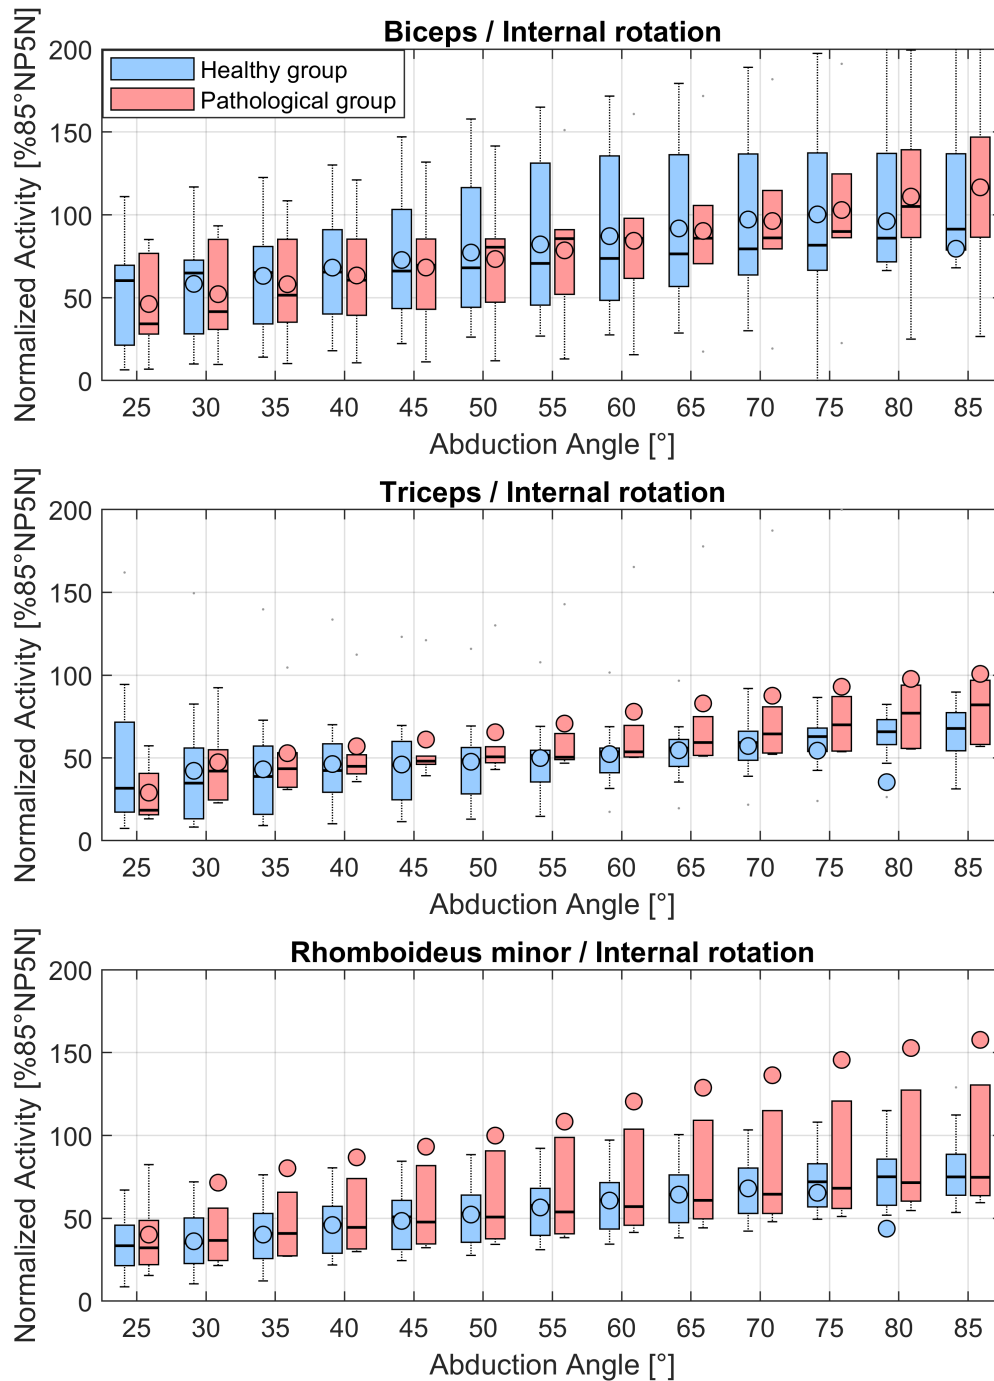 Biceps / Internal rotation
Normalized Activity [%85°NP5N]
200
150
100
50
0
Healthy group
Pathological group
25 30 35 40 45 50 55 60 65 70 75 80 85
Abduction Angle [°]
Triceps / Internal rotation
Normalized Activity [%85°NP5N]
200
150
100
50
0
25 30 35 40 45 50 55 60 65 70 75 80 85
Abduction Angle [°]
Rhomboideus minor / Internal rotation
Normalized Activity [%85°NP5N]
200
150
100
50
0
25 30 35 40 45 50 55 60 65 70 75 80 85
Abduction Angle [°]